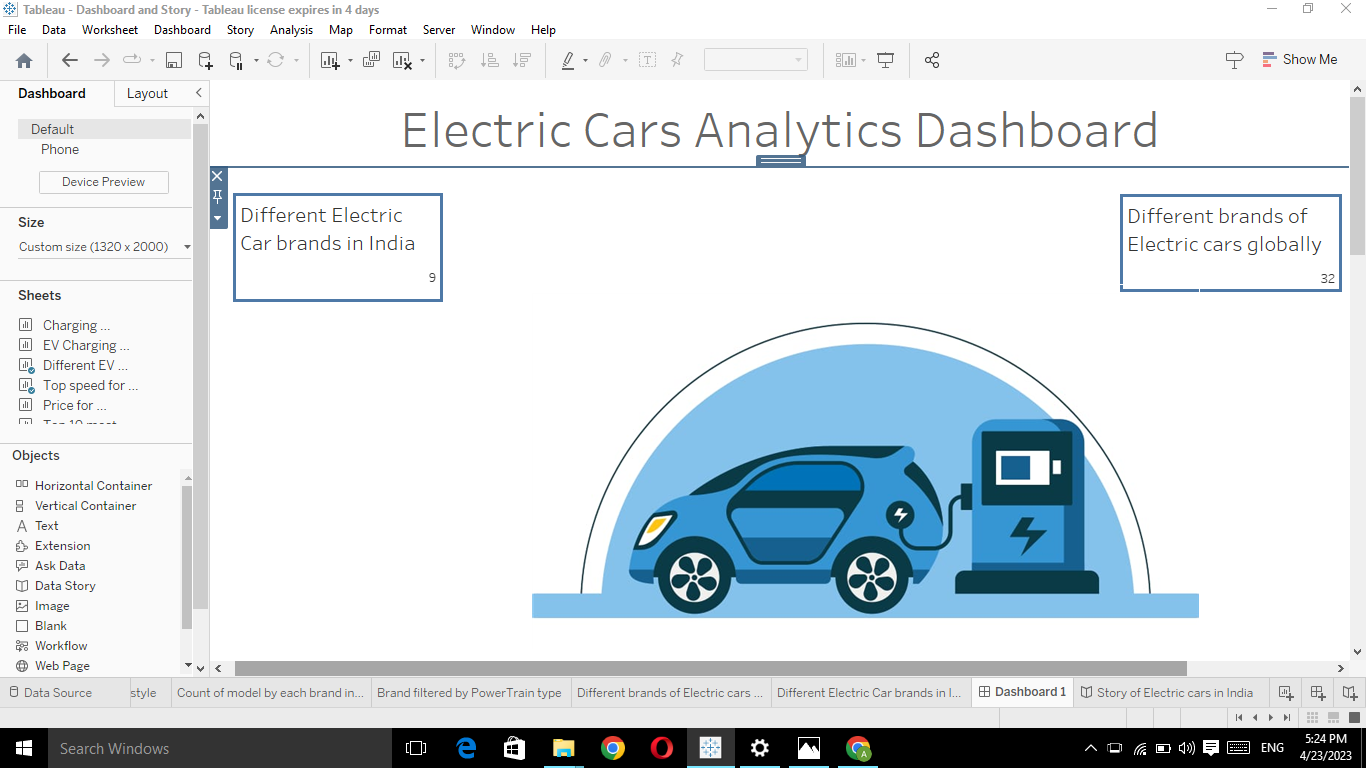 Tableau - Dashboard and Story - Tableau license expires in 4 days
File Data Worksheet Dashboard Story Analysis Map Format Server Window Help
Show Me
Dashboard Layout
Default
Phone
Device Preview
Size
Custom size (1320 x 2000)
Sheets
Charging ...
EV Charging ...
Different EV ...
Top speed for ...
Price for ...
Top 10 most
Objects
Horizontal Container
Vertical Container
Text
Extension
Ask Data
Data Story
Image
Blank
Workflow
Web Page
Electric Cars Analytics Dashboard
Different Electric
Car brands in India
9
Different brands of
Electric cars globally
32
Data Source style Count of model by each brand in... Brand filtered by PowerTrain type Different brands of Electric cars ... Different Electric Car brands in I... Dashboard 1 Story of Electric cars in India
Search Windows
ENG
5:24 PM
4/23/2023